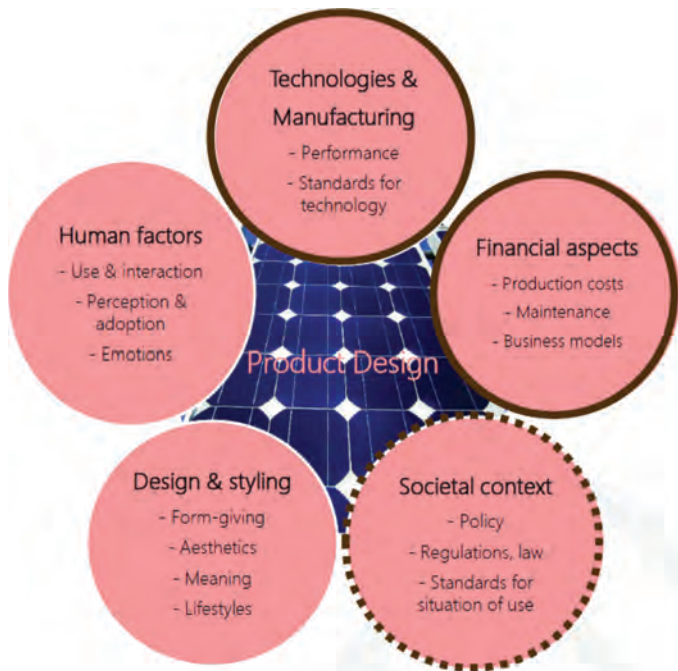 Technologies &
Manufacturing
- Performance
- Standards for
technology
Human factors
- Use & interaction
- Perception &
adoption
- Emotions
Financial aspects
- Production costs
- Maintenance
- Business models
Product Design
Design & styling
- Form-giving
- Aesthetics
- Meaning
- Lifestyles
Societal context
- Policy
- Regulations, law
- Standards for
situation of use